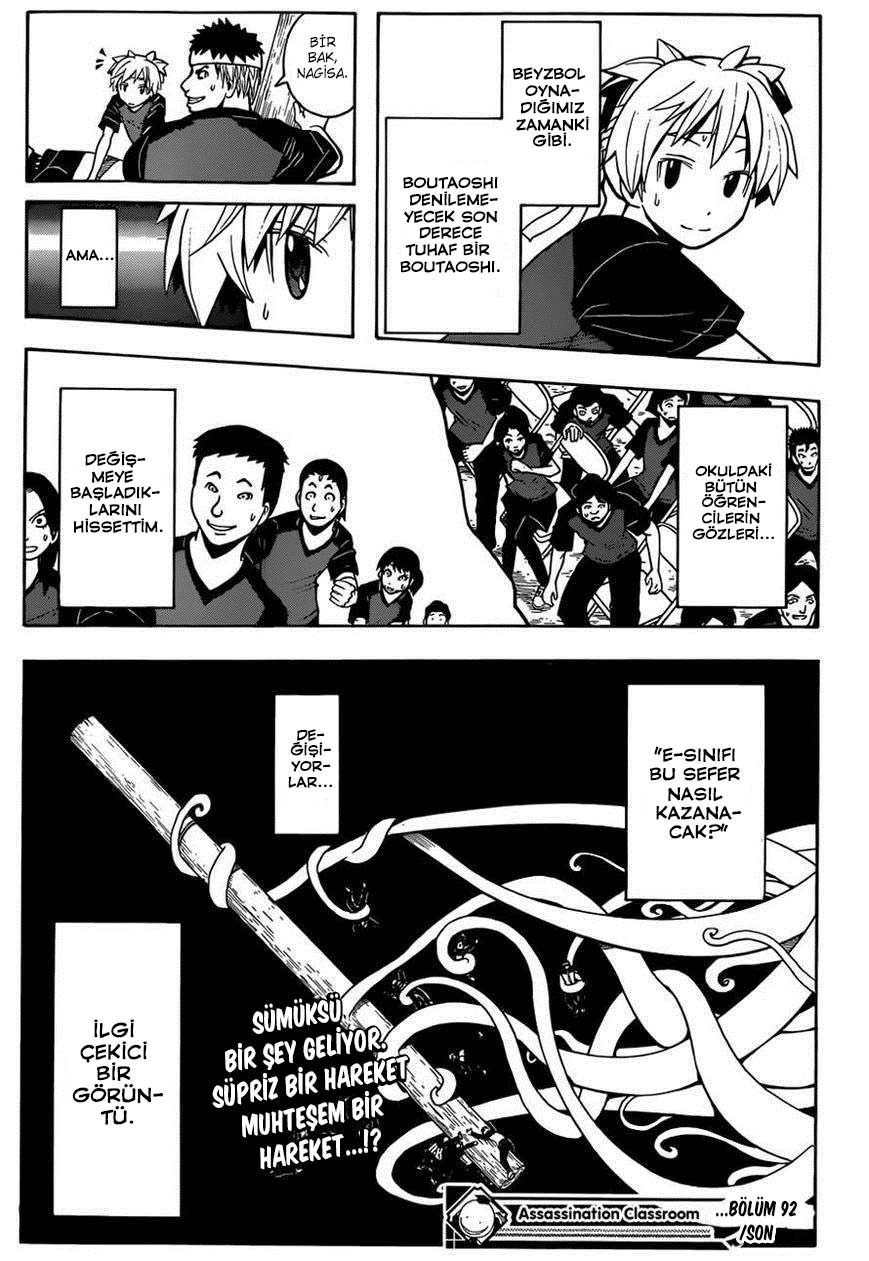 BİR
BAK,
NAGİSA.
BEYZBOL
OYNA-
DIĞIMIZ
ZAMANKİ
GİBİ.
BOUTAOSHI
DENİLEME-
YECEK SON
DERECE
TUHAF BİR
BOUTAOSHI.
AMA...
DEĞİŞ-
MEYE
BAŞLADIK-
LARINI
HİSSETTİM.
OKULDAKİ
BÜTÜN
ÖĞREN-
CİLERİN
GÖZLERİ...
DE-
ĞİŞİ-
YOR-
LAR...
"E-SINIFI
BU SEFER
NASIL
KAZANA-
CAK?"
İLGİ
ÇEKİCİ
BİR
GÖRÜN-
TÜ.
SÜMÜKSÜ
BİR ŞEY GELİYOR.
SÜPRİZ BİR HAREKET
MUHTEŞEM BİR
HAREKET...!?
Assassination Classroom ...BÖLÜM 92
/SON